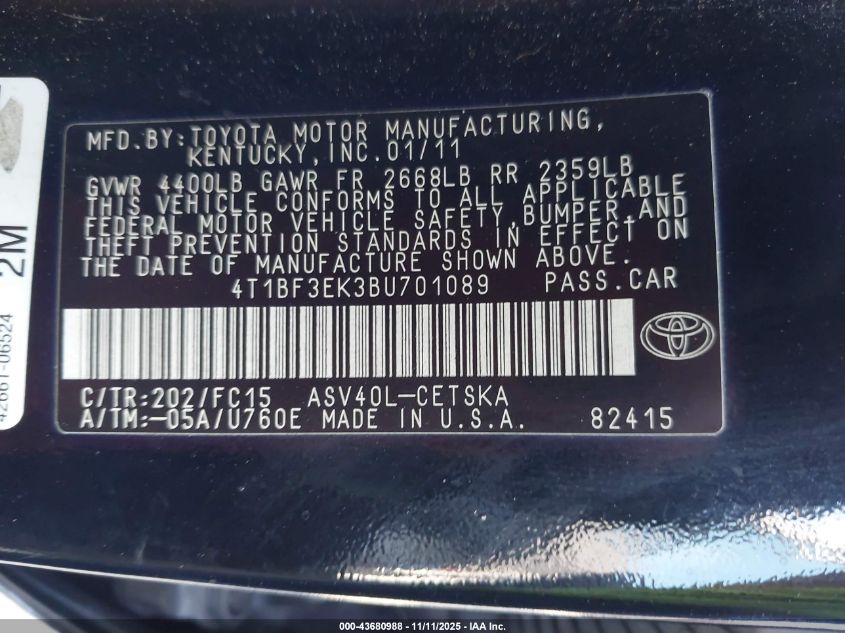 MFD. BY: TOYOTA MOTOR MANUFACTURING,
KENTUCKY, INC. 01/11
GVWR 4400LB GAWR FR 2668LB RR 2359LB
THIS VEHICLE CONFORMS TO ALL APPLICABLE
FEDERAL MOTOR VEHICLE SAFETY, BUMPER, AND
THEFT PREVENTION STANDARDS IN EFFECT ON
THE DATE OF MANUFACTURE SHOWN ABOVE.
4T1BF3EK3BU701089 PASS. CAR
C/TR: 202/FC15 ASV40L-CETSKA
A/TM: -05A/U760E MADE IN U.S.A. 82415
2M
42661-06524
000-43680988 - 11/11/2025 - IAA Inc.